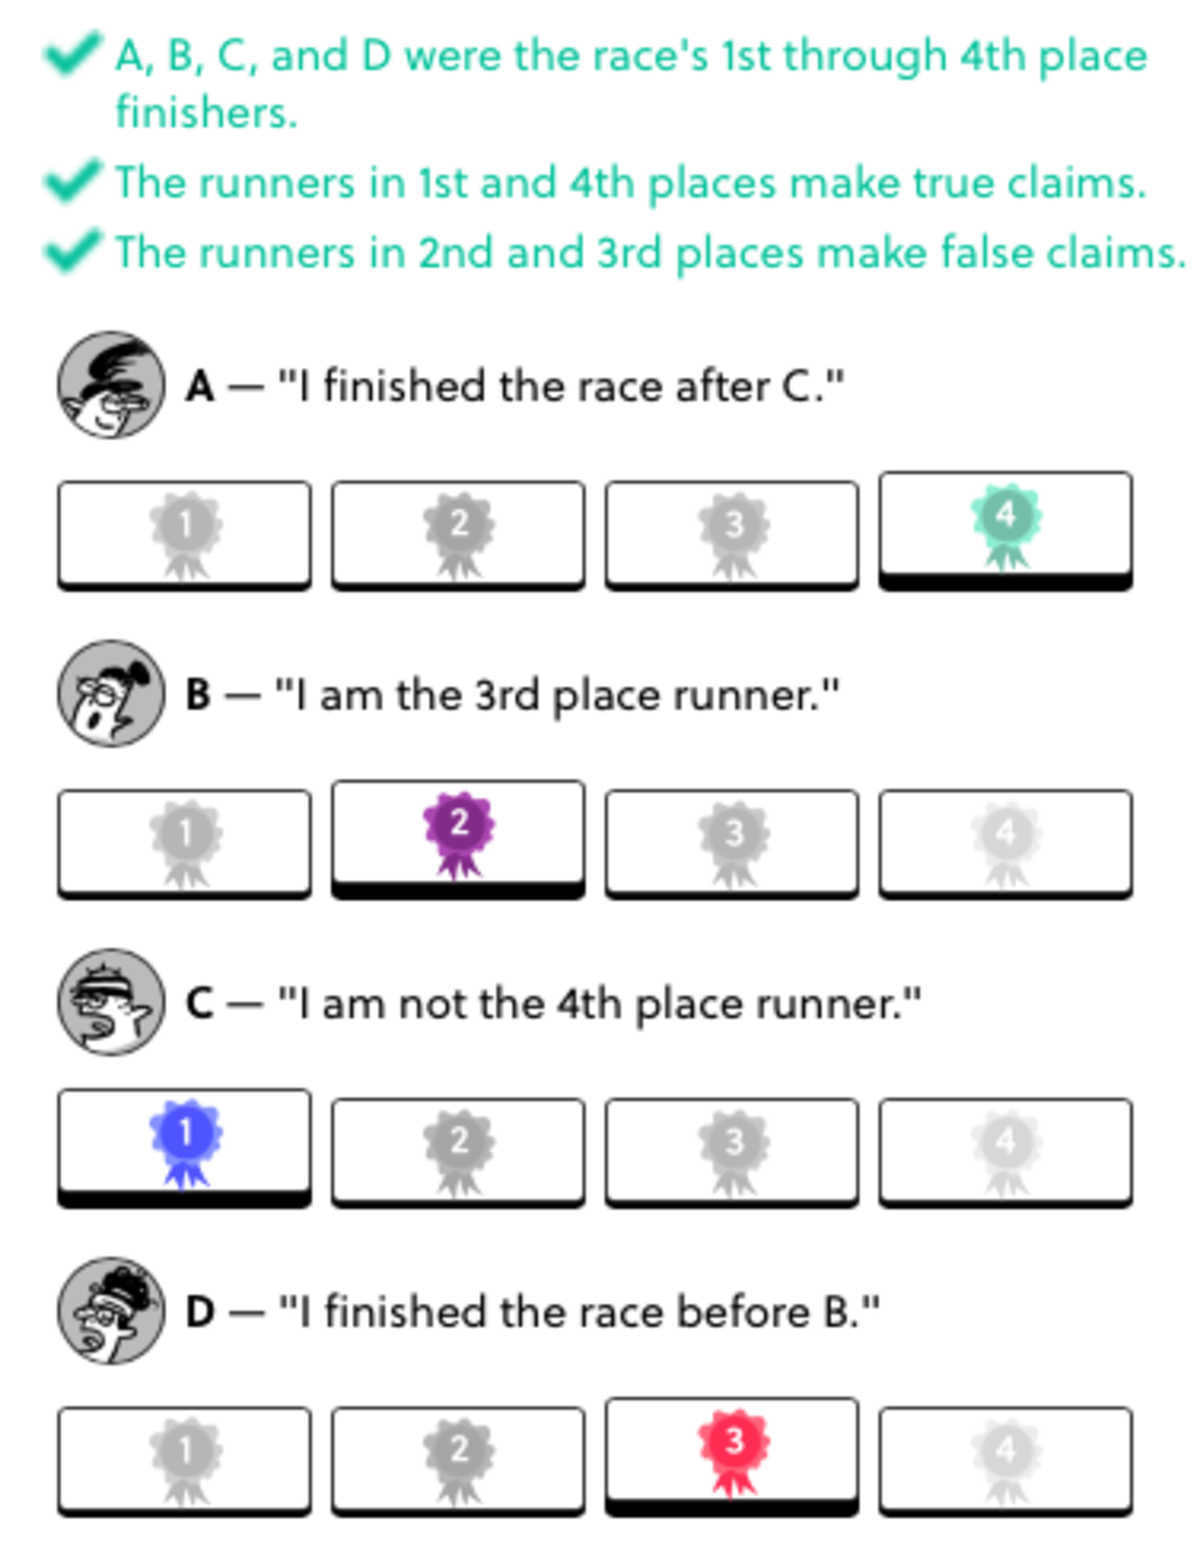 A, B, C, and D were the race's 1st through 4th place
finishers.
The runners in 1st and 4th places make true claims.
The runners in 2nd and 3rd places make false claims.
A — "I finished the race after C."
1 2 3 4
B — "I am the 3rd place runner."
1 2 3 4
C — "I am not the 4th place runner."
1 2 3 4
D — "I finished the race before B."
1 2 3 4